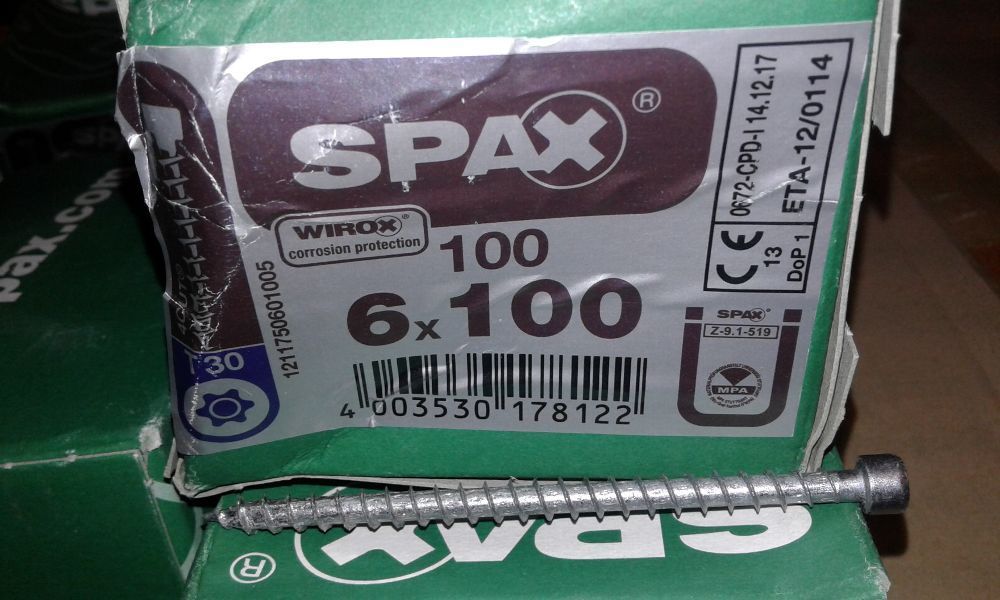 SPAX®
WIROX®
corrosion protection
100
6x100
1211750601005
T30
4 003530 178122
0672-CPD-I 14.12.17
ETA-12/0114
CE
13
DoP 1
SPAX
Z-9.1-519
MPA
pax.com
SPAX®